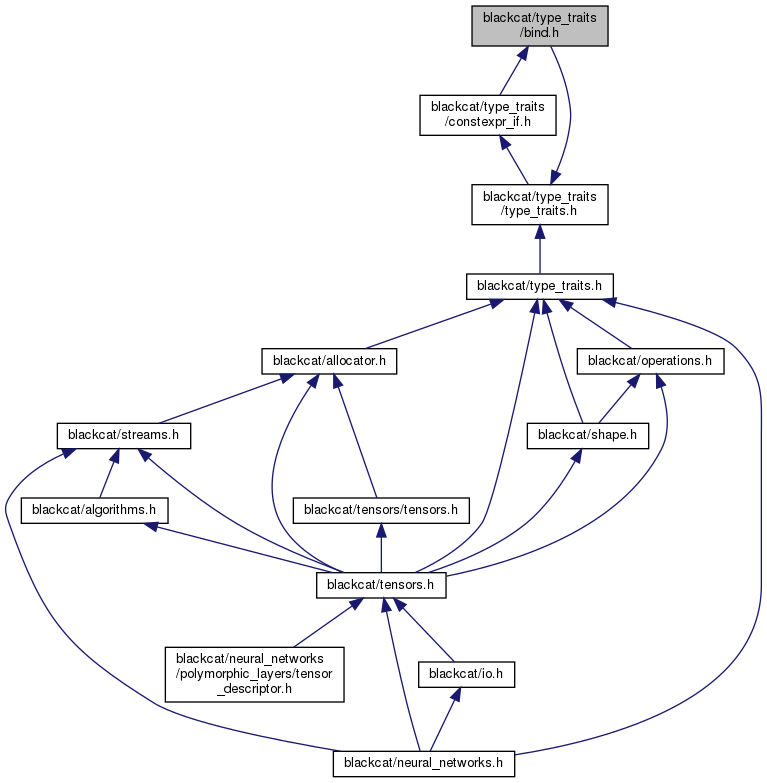 blackcat/type_traits
/bind.h
blackcat/type_traits
/constexpr_if.h
blackcat/type_traits
/type_traits.h
blackcat/type_traits.h
blackcat/allocator.h
blackcat/operations.h
blackcat/streams.h
blackcat/shape.h
blackcat/algorithms.h
blackcat/tensors/tensors.h
blackcat/tensors.h
blackcat/neural_networks
/polymorphic_layers/tensor
_descriptor.h
blackcat/io.h
blackcat/neural_networks.h